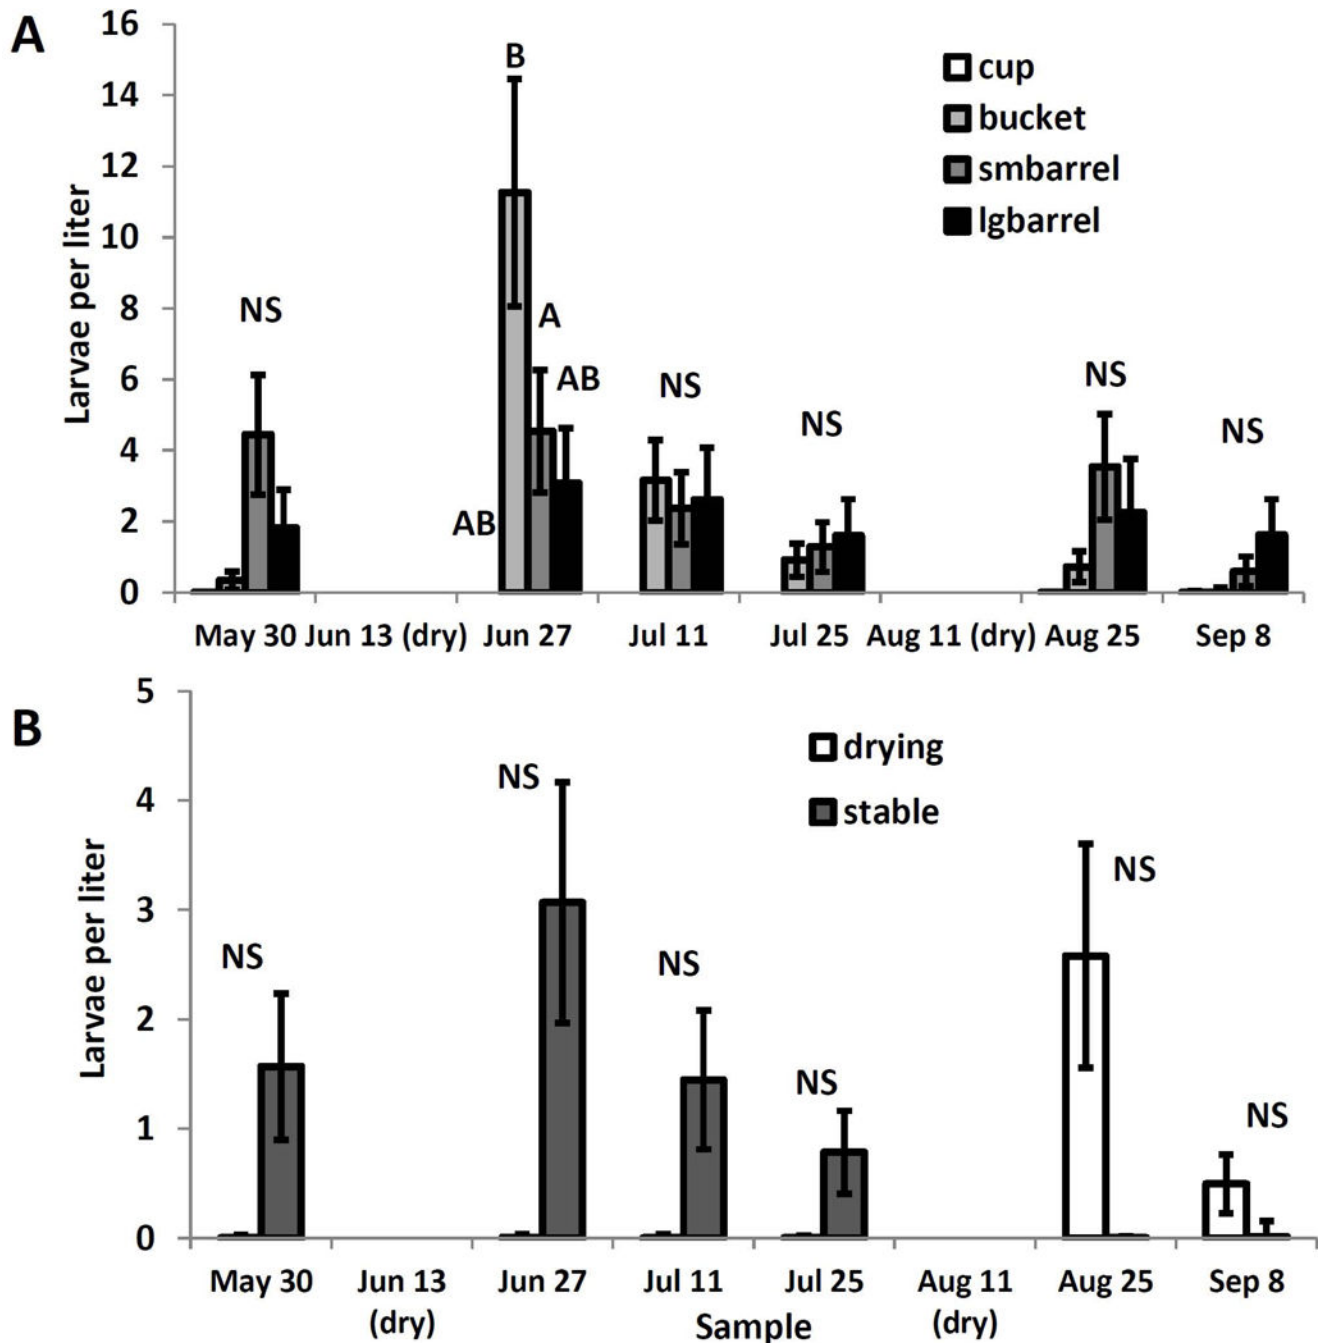 A
16
14
12
10
8
6
4
2
0
Larvae per liter
cup
bucket
smbarrel
lgbarrel
NS
AB
B
A
AB
NS
NS
NS
NS
May 30 Jun 13 (dry) Jun 27 Jul 11 Jul 25 Aug 11 (dry) Aug 25 Sep 8
B
5
4
3
2
1
0
Larvae per liter
drying
stable
NS
NS
NS
NS
NS
NS
May 30 Jun 13 Jun 27 Jul 11 Jul 25 Aug 11 Aug 25 Sep 8
(dry) (dry)
Sample